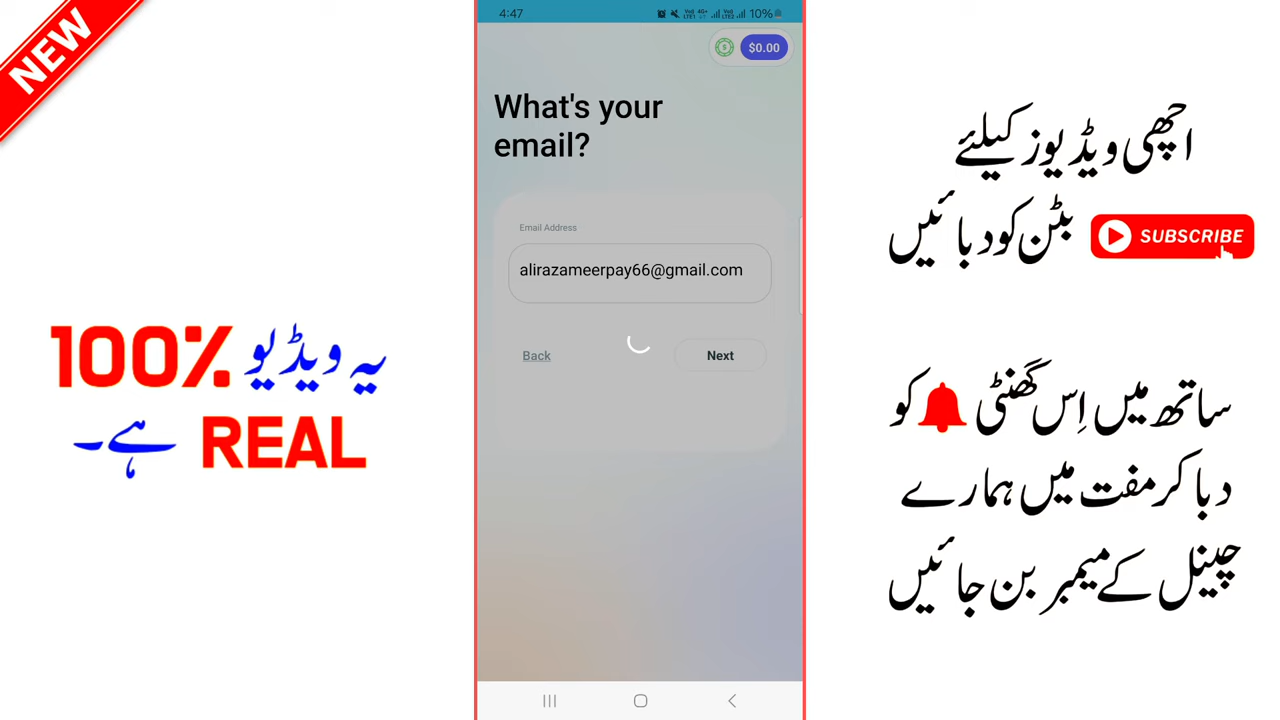 NEW
4:47
10%
$0.00
What's your
email?
Email Address
alirazameerpay66@gmail.com
Back
Next
یہ ویڈیو 100%
REAL ہے۔
اچھی ویڈیوز کیلئے
SUBSCRIBE بٹن کو دبائیں
ساتھ میں اِس گھنٹی کو
دبا کر مفت میں ہمارے
چینل کے میمبر بن جائیں